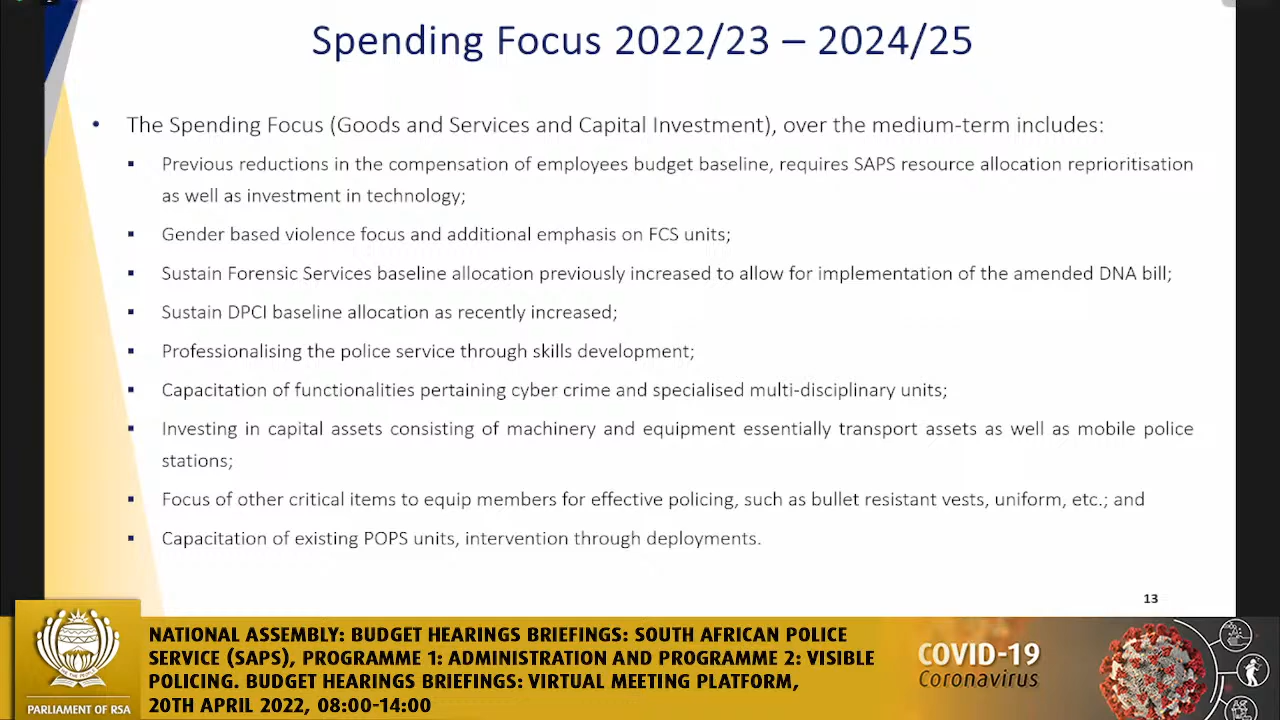 Spending Focus 2022/23 – 2024/25
• The Spending Focus (Goods and Services and Capital Investment), over the medium-term includes:
▪ Previous reductions in the compensation of employees budget baseline, requires SAPS resource allocation reprioritisation
as well as investment in technology;
▪ Gender based violence focus and additional emphasis on FCS units;
▪ Sustain Forensic Services baseline allocation previously increased to allow for implementation of the amended DNA bill;
▪ Sustain DPCI baseline allocation as recently increased;
▪ Professionalising the police service through skills development;
▪ Capacitation of functionalities pertaining cyber crime and specialised multi-disciplinary units;
▪ Investing in capital assets consisting of machinery and equipment essentially transport assets as well as mobile police
stations;
▪ Focus of other critical items to equip members for effective policing, such as bullet resistant vests, uniform, etc.; and
▪ Capacitation of existing POPS units, intervention through deployments.
13
NATIONAL ASSEMBLY: BUDGET HEARINGS BRIEFINGS: SOUTH AFRICAN POLICE
SERVICE (SAPS), PROGRAMME 1: ADMINISTRATION AND PROGRAMME 2: VISIBLE
POLICING. BUDGET HEARINGS BRIEFINGS: VIRTUAL MEETING PLATFORM,
20TH APRIL 2022, 08:00-14:00
PARLIAMENT OF RSA
COVID-19
Coronavirus